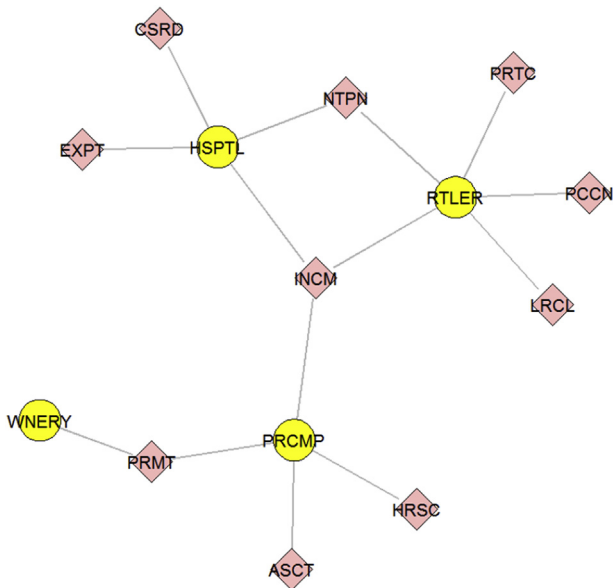 CSRD
PRTC
NTPN
EXPT
HSPTL
PCCN
RTLER
INCM
LRCL
WNERY
PRCMP
PRMT
HRSC
ASCT